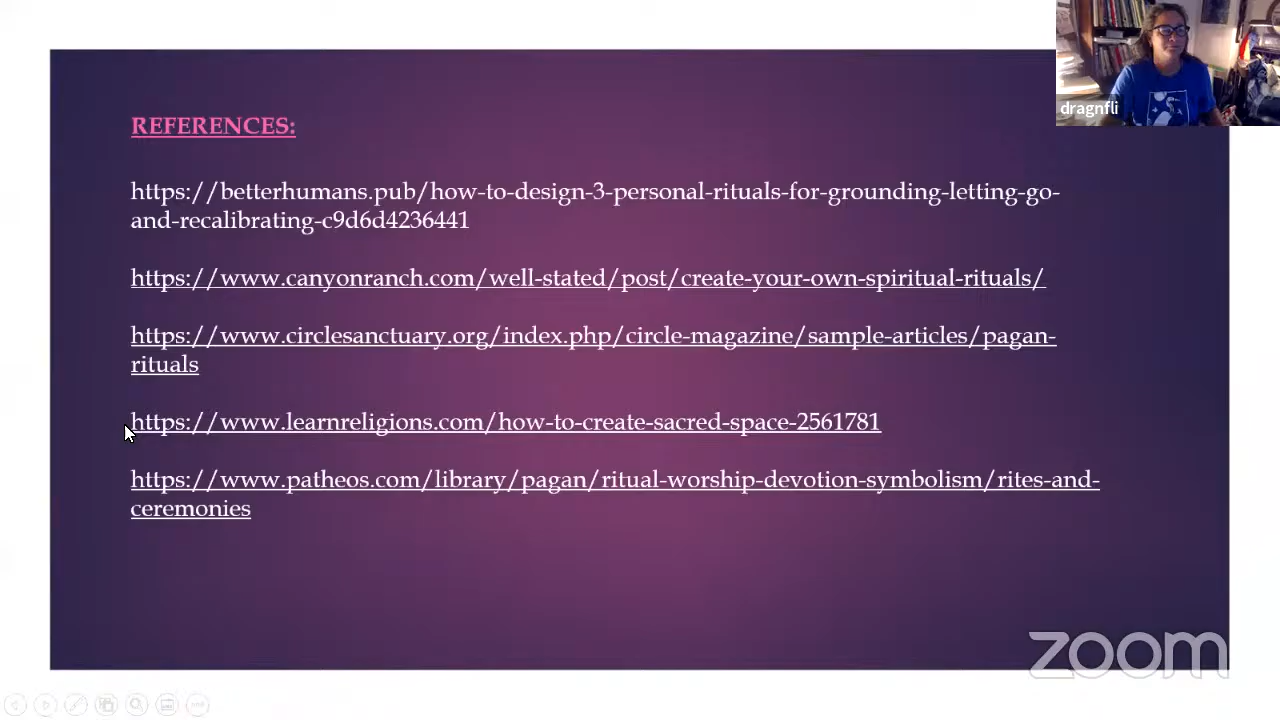 dragnfli
REFERENCES:
https://betterhumans.pub/how-to-design-3-personal-rituals-for-grounding-letting-go-
and-recalibrating-c9d6d4236441
https://www.canyonranch.com/well-stated/post/create-your-own-spiritual-rituals/
https://www.circlesanctuary.org/index.php/circle-magazine/sample-articles/pagan-
rituals
https://www.learnreligions.com/how-to-create-sacred-space-2561781
https://www.patheos.com/library/pagan/ritual-worship-devotion-symbolism/rites-and-
ceremonies
zoom